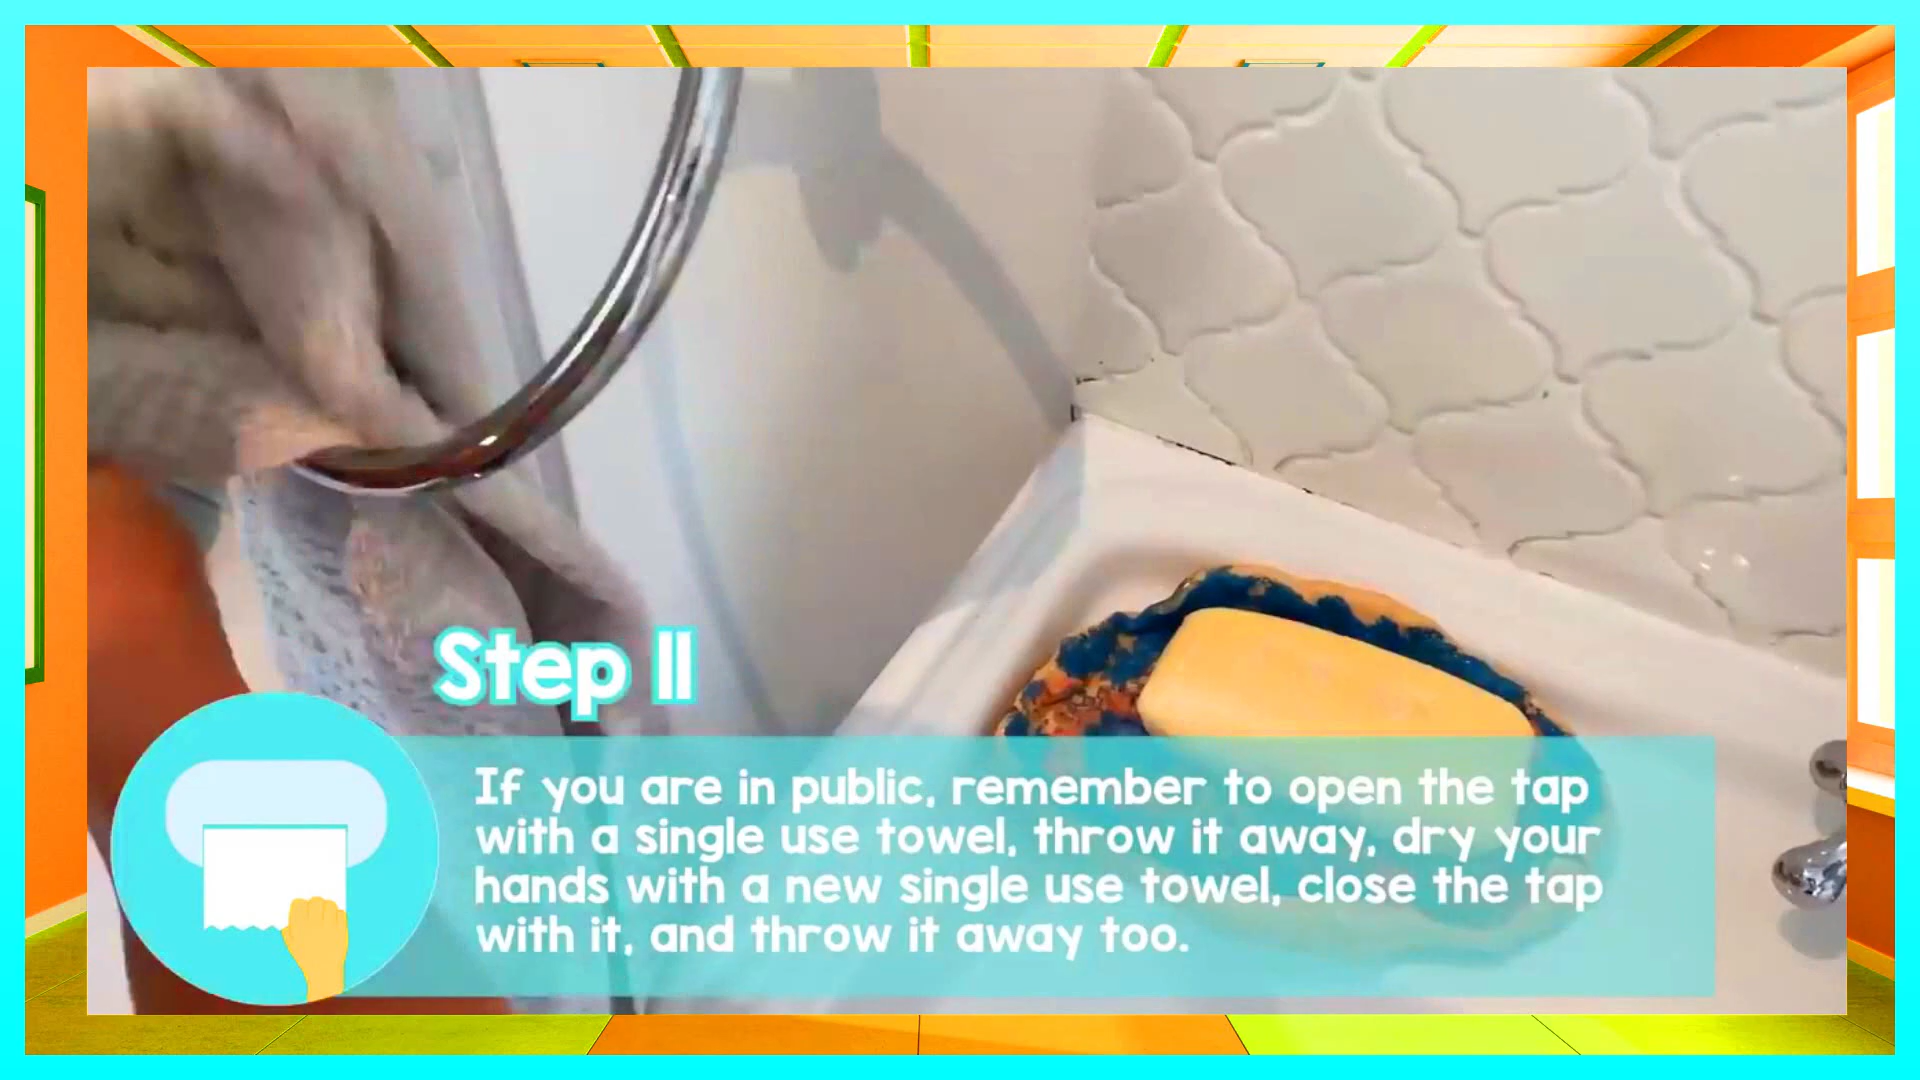 Step 11
If you are in public, remember to open the tap
with a single use towel, throw it away, dry your
hands with a new single use towel, close the tap
with it, and throw it away too.